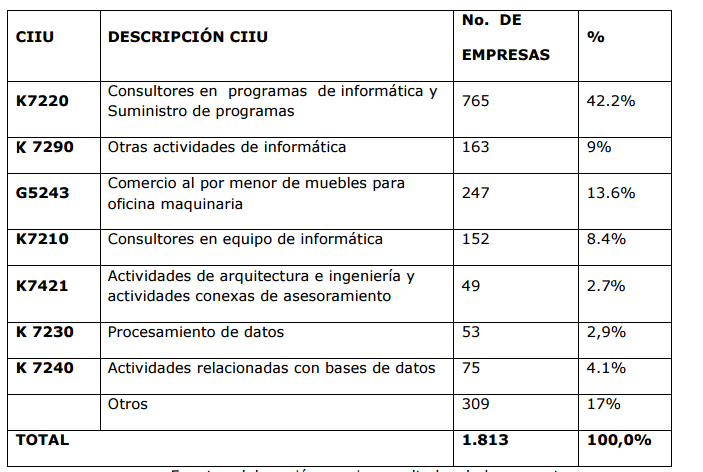 CIIU DESCRIPCIÓN CIIU No. DE EMPRESAS %
K7220 Consultores en programas de informática y Suministro de programas 765 42.2%
K 7290 Otras actividades de informática 163 9%
G5243 Comercio al por menor de muebles para oficina maquinaria 247 13.6%
K7210 Consultores en equipo de informática 152 8.4%
K7421 Actividades de arquitectura e ingeniería y actividades conexas de asesoramiento 49 2.7%
K 7230 Procesamiento de datos 53 2,9%
K 7240 Actividades relacionadas con bases de datos 75 4.1%
Otros 309 17%
TOTAL 1.813 100,0%